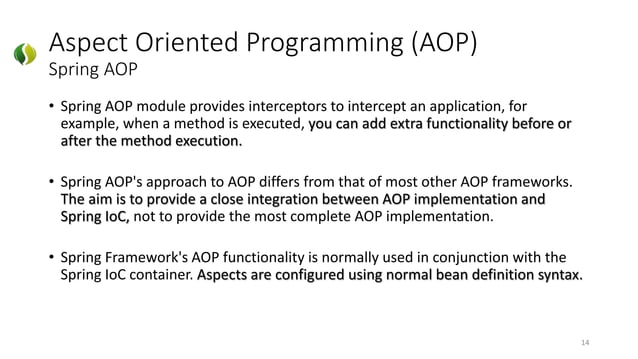 Aspect Oriented Programming (AOP)
Spring AOP
• Spring AOP module provides interceptors to intercept an application, for
example, when a method is executed, you can add extra functionality before or
after the method execution.
• Spring AOP's approach to AOP differs from that of most other AOP frameworks.
The aim is to provide a close integration between AOP implementation and
Spring IoC, not to provide the most complete AOP implementation.
• Spring Framework's AOP functionality is normally used in conjunction with the
Spring IoC container. Aspects are configured using normal bean definition syntax.
14